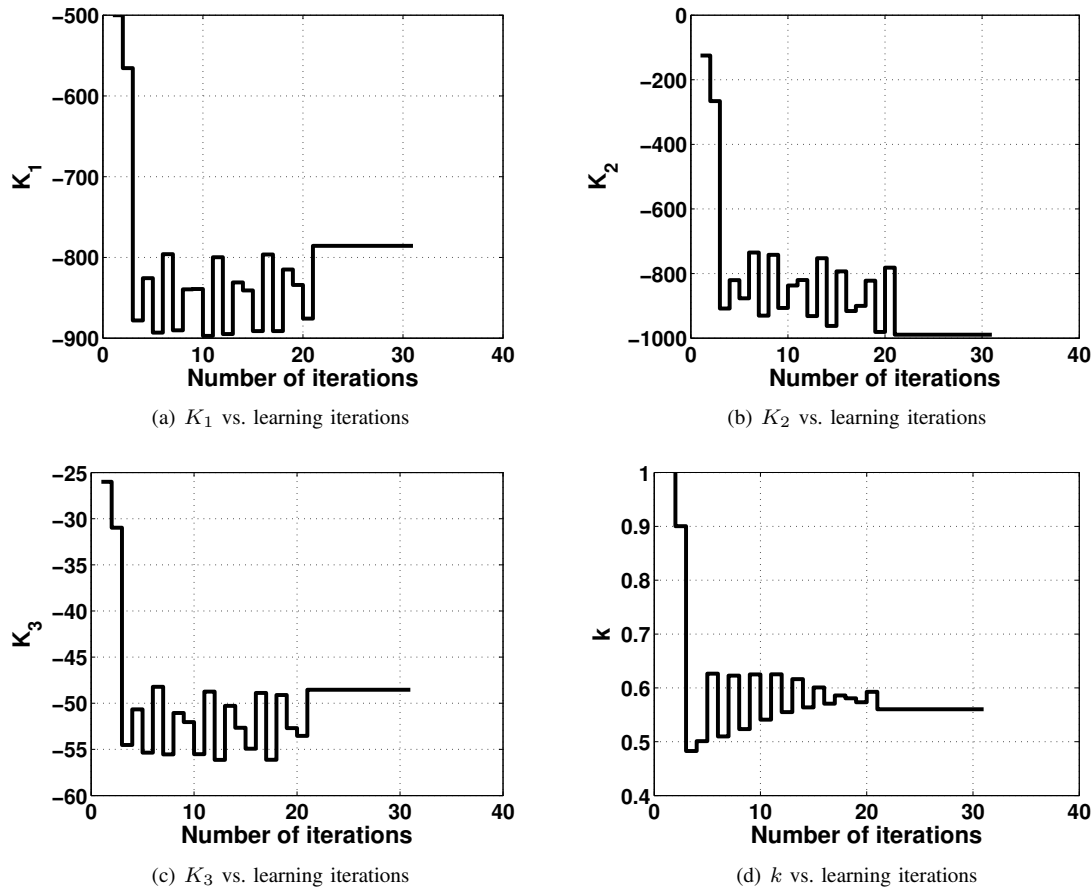 −500
−600
−700
−800
−900
K1
0 10 20 30 40
Number of iterations
(a) K1 vs. learning iterations
0
−200
−400
−600
−800
−1000
K2
0 10 20 30 40
Number of iterations
(b) K2 vs. learning iterations
−25
−30
−35
−40
−45
−50
−55
−60
K3
0 10 20 30 40
Number of iterations
(c) K3 vs. learning iterations
1
0.9
0.8
0.7
0.6
0.5
0.4
k
0 10 20 30 40
Number of iterations
(d) k vs. learning iterations